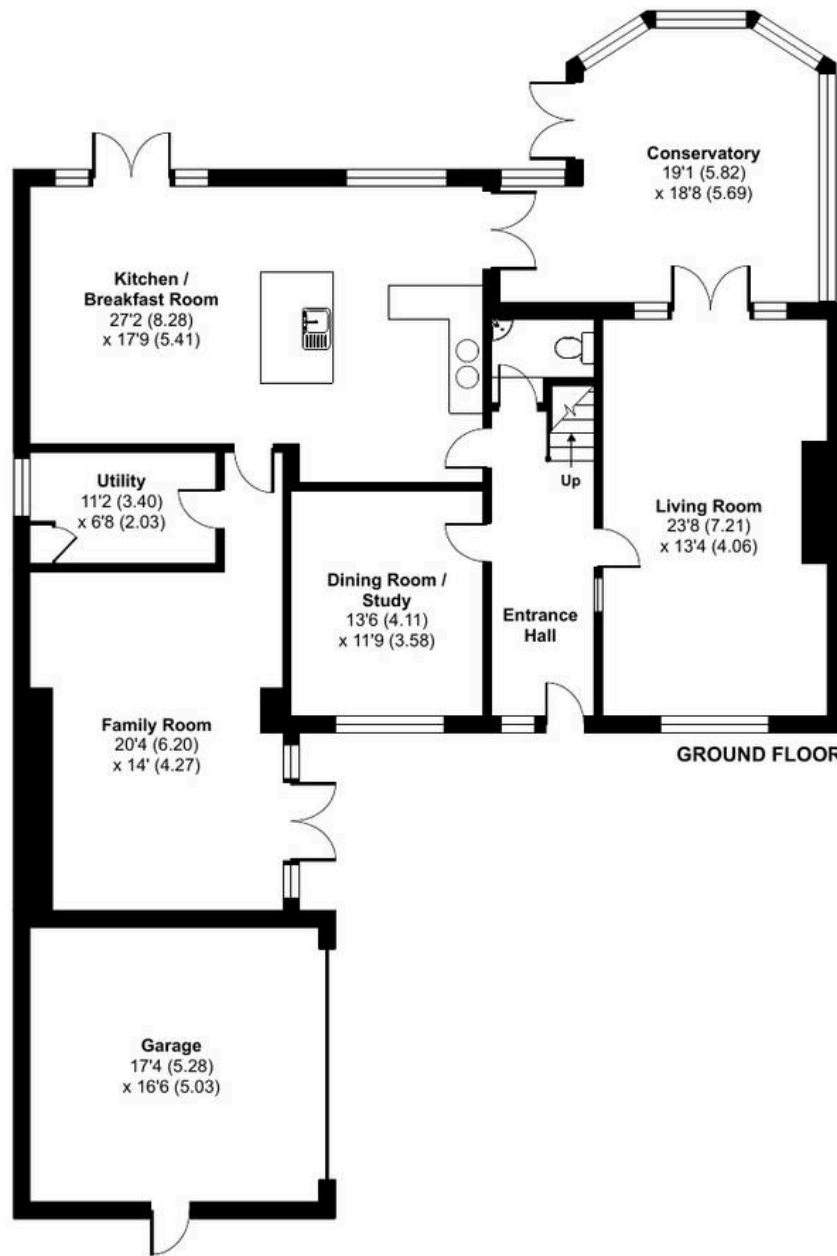 Conservatory
19'1 (5.82)
x 18'8 (5.69)
Kitchen /
Breakfast Room
27'2 (8.28)
x 17'9 (5.41)
Utility
11'2 (3.40)
x 6'8 (2.03)
Up
Living Room
23'8 (7.21)
x 13'4 (4.06)
Dining Room /
Study
13'6 (4.11)
x 11'9 (3.58)
Entrance
Hall
Family Room
20'4 (6.20)
x 14' (4.27)
GROUND FLOOR
Garage
17'4 (5.28)
x 16'6 (5.03)